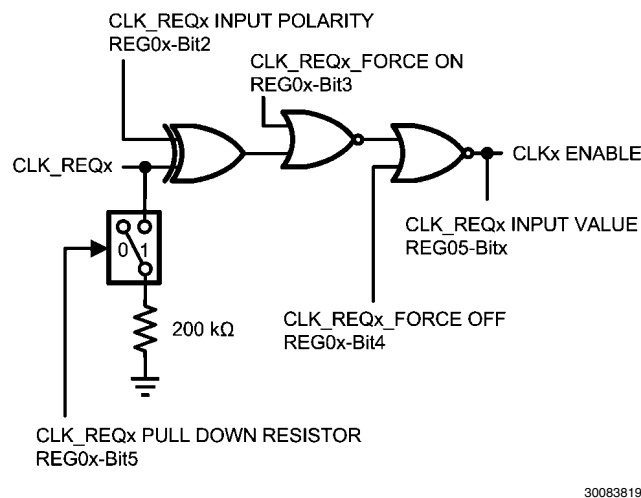 CLK_REQx INPUT POLARITY
REG0x-Bit2
CLK_REQx_FORCE ON
REG0x-Bit3
CLK_REQx
CLKx ENABLE
CLK_REQx INPUT VALUE
REG05-Bitx
0 1
200 kΩ
CLK_REQx_FORCE OFF
REG0x-Bit4
CLK_REQx PULL DOWN RESISTOR
REG0x-Bit5
30083819